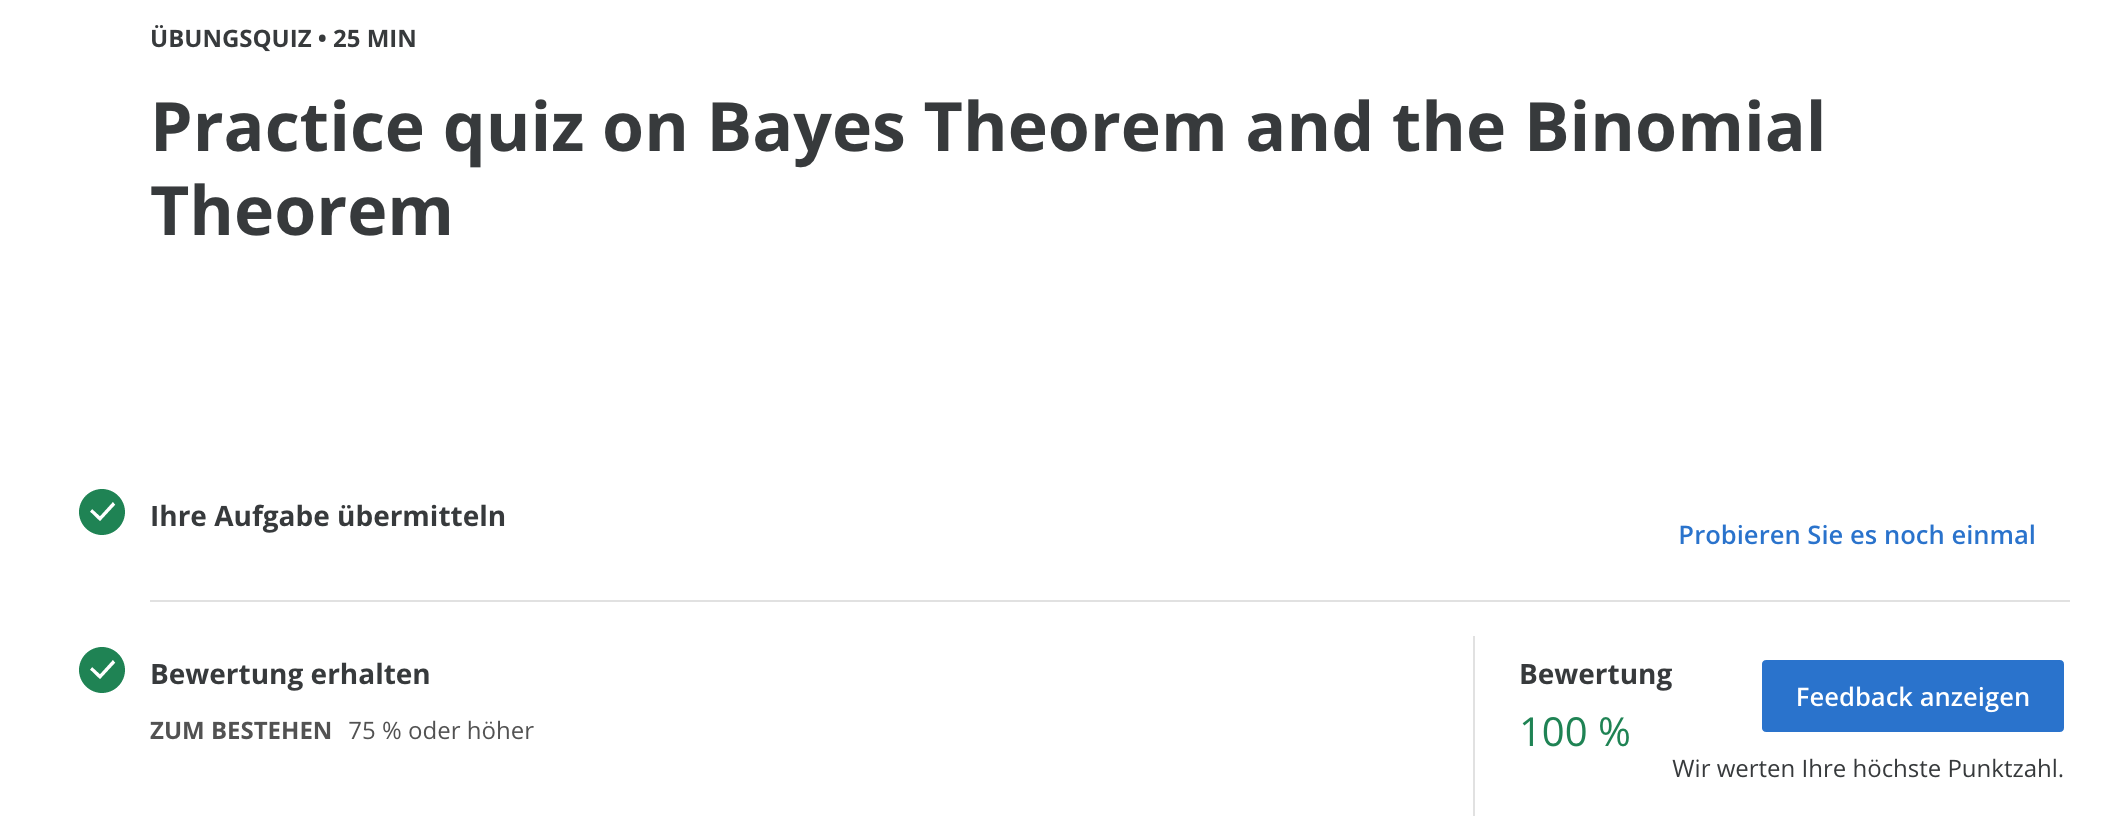 ÜBUNGSQUIZ • 25 MIN
Practice quiz on Bayes Theorem and the Binomial
Theorem
Ihre Aufgabe übermitteln
Probieren Sie es noch einmal
Bewertung erhalten
ZUM BESTEHEN 75 % oder höher
Bewertung
100 %
Feedback anzeigen
Wir werten Ihre höchste Punktzahl.